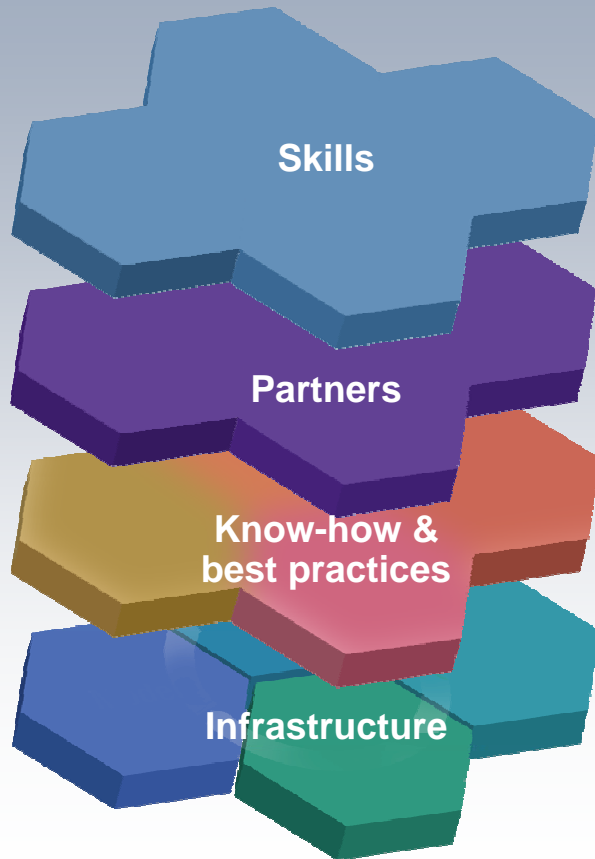 Skills
Partners
Know-how &
best practices
Infrastructure